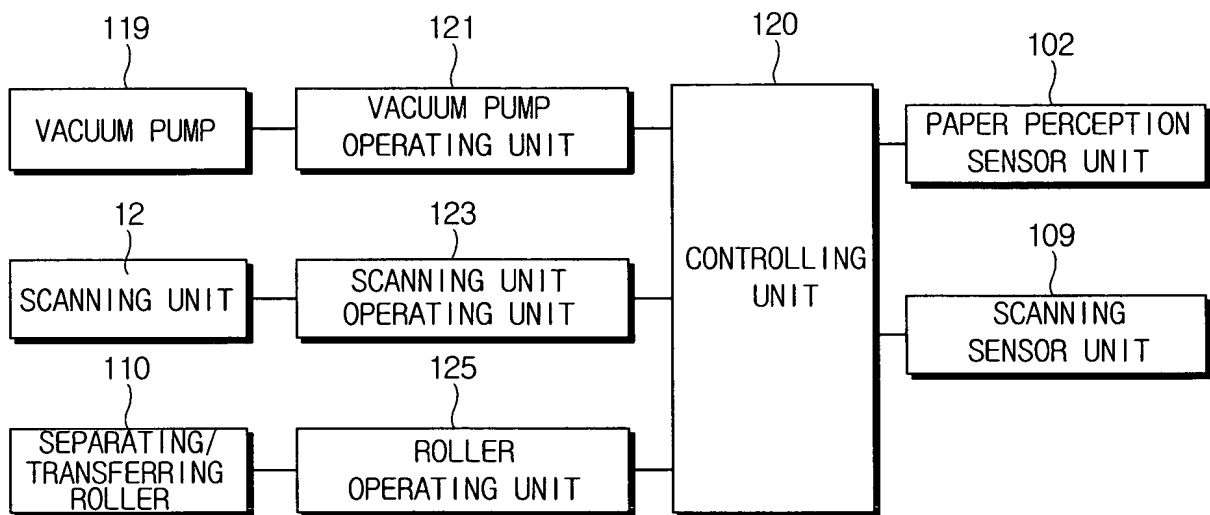 119
121
120
102
VACUUM PUMP
VACUUM PUMP
OPERATING UNIT
PAPER PERCEPTION
SENSOR UNIT
12
123
109
SCANNING UNIT
SCANNING UNIT
OPERATING UNIT
CONTROLLING
UNIT
SCANNING
SENSOR UNIT
110
125
SEPARATING/
TRANSFERRING
ROLLER
ROLLER
OPERATING UNIT